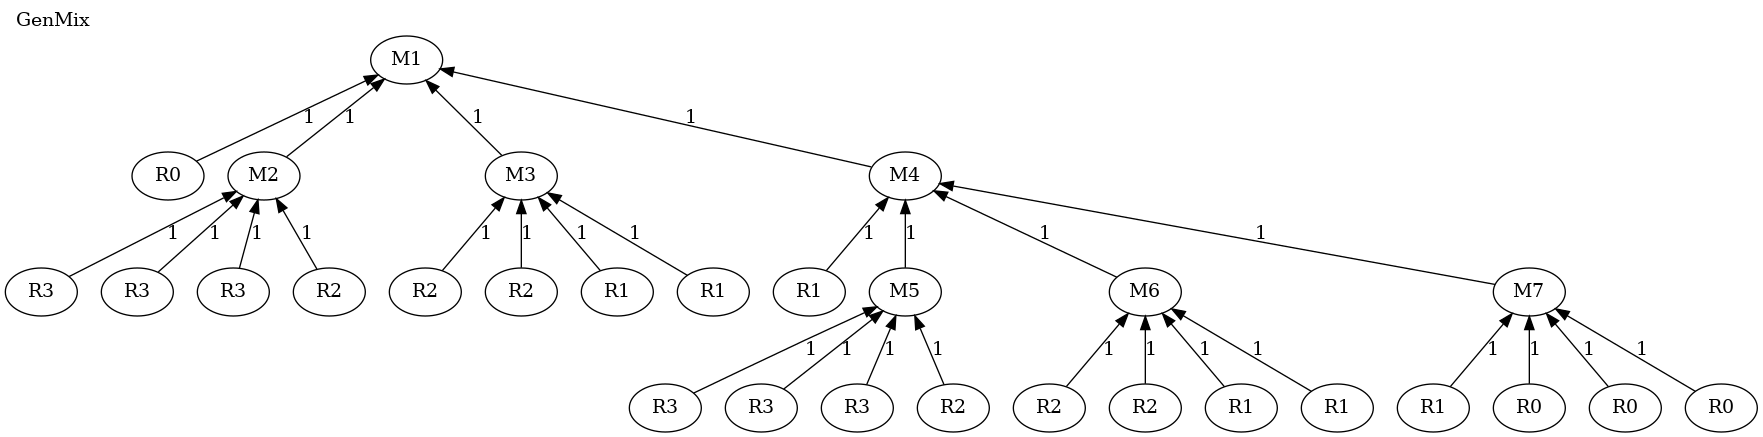 GenMix
M1
1 1 1 1
R0 M2 M3 M4
1 1 1 1 1 1 1 1 1 1 1 1
R3 R3 R3 R2 R2 R2 R1 R1 R1 M5 M6 M7
1 1 1 1 1 1 1 1 1 1 1 1
R3 R3 R3 R2 R2 R2 R1 R1 R1 R0 R0 R0